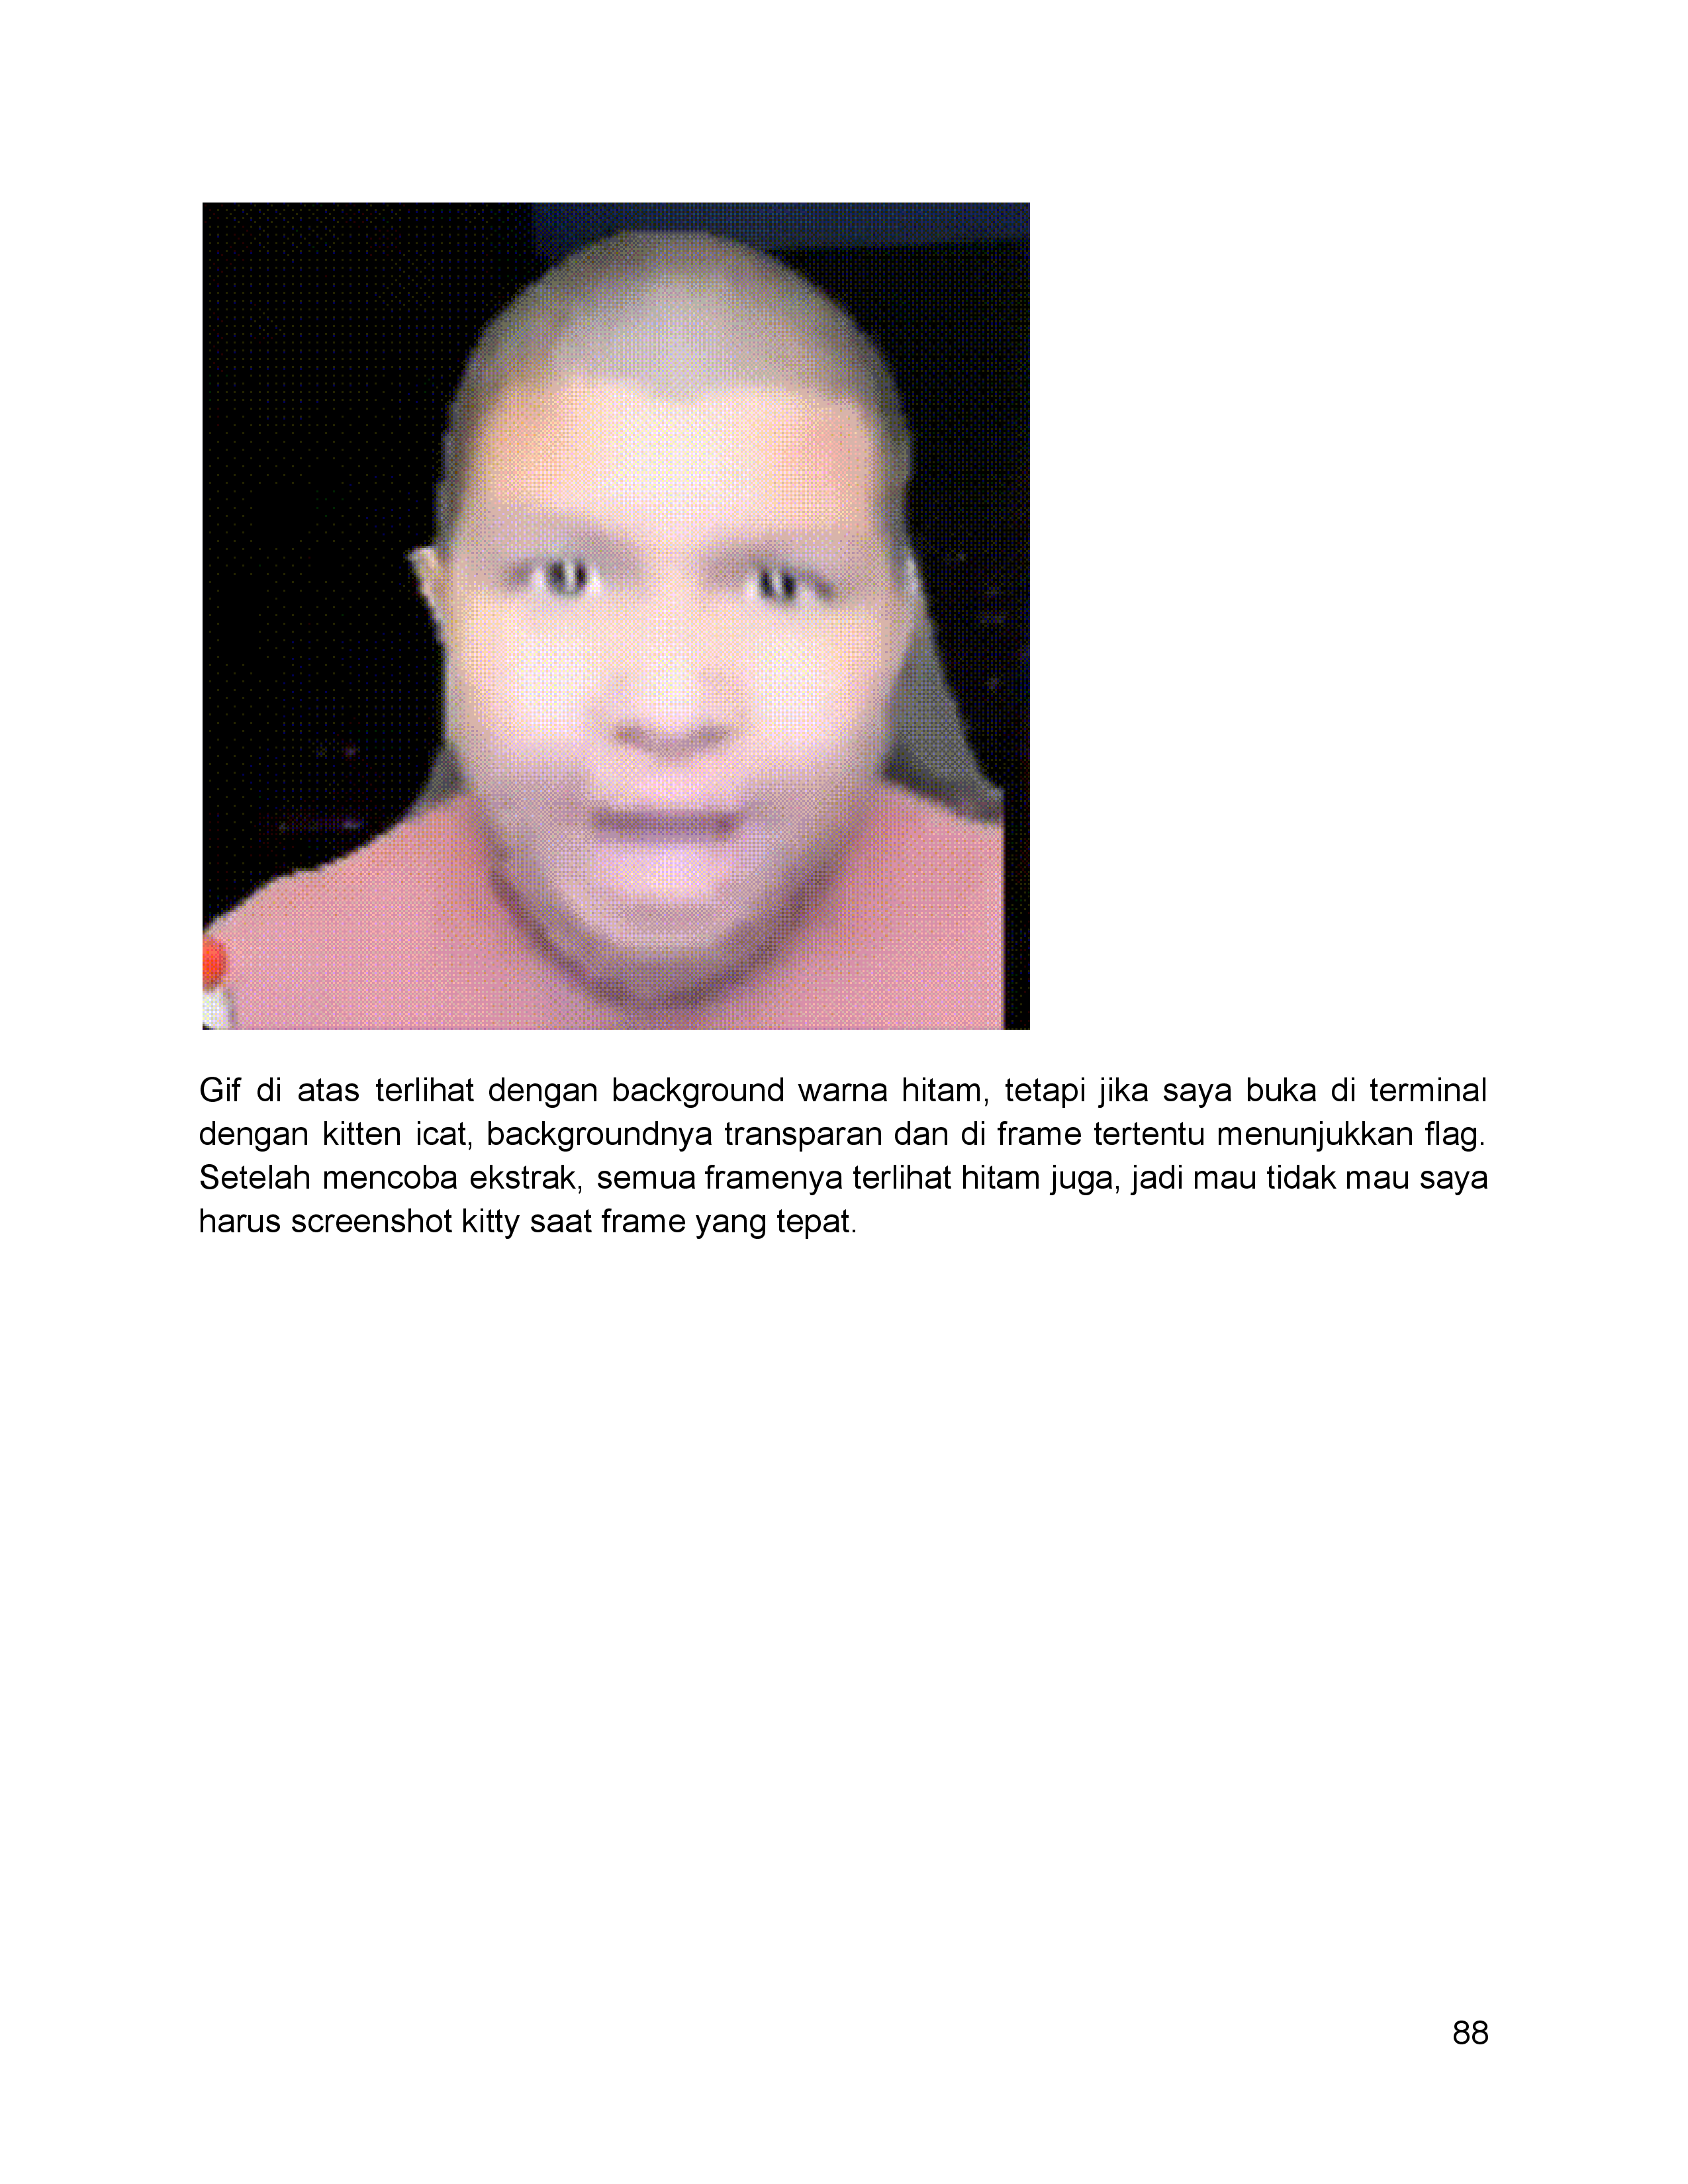 Gif di atas terlihat dengan background warna hitam, tetapi jika saya buka di terminal
dengan kitten icat, backgroundnya transparan dan di frame tertentu menunjukkan flag.
Setelah mencoba ekstrak, semua framenya terlihat hitam juga, jadi mau tidak mau saya
harus screenshot kitty saat frame yang tepat.
88